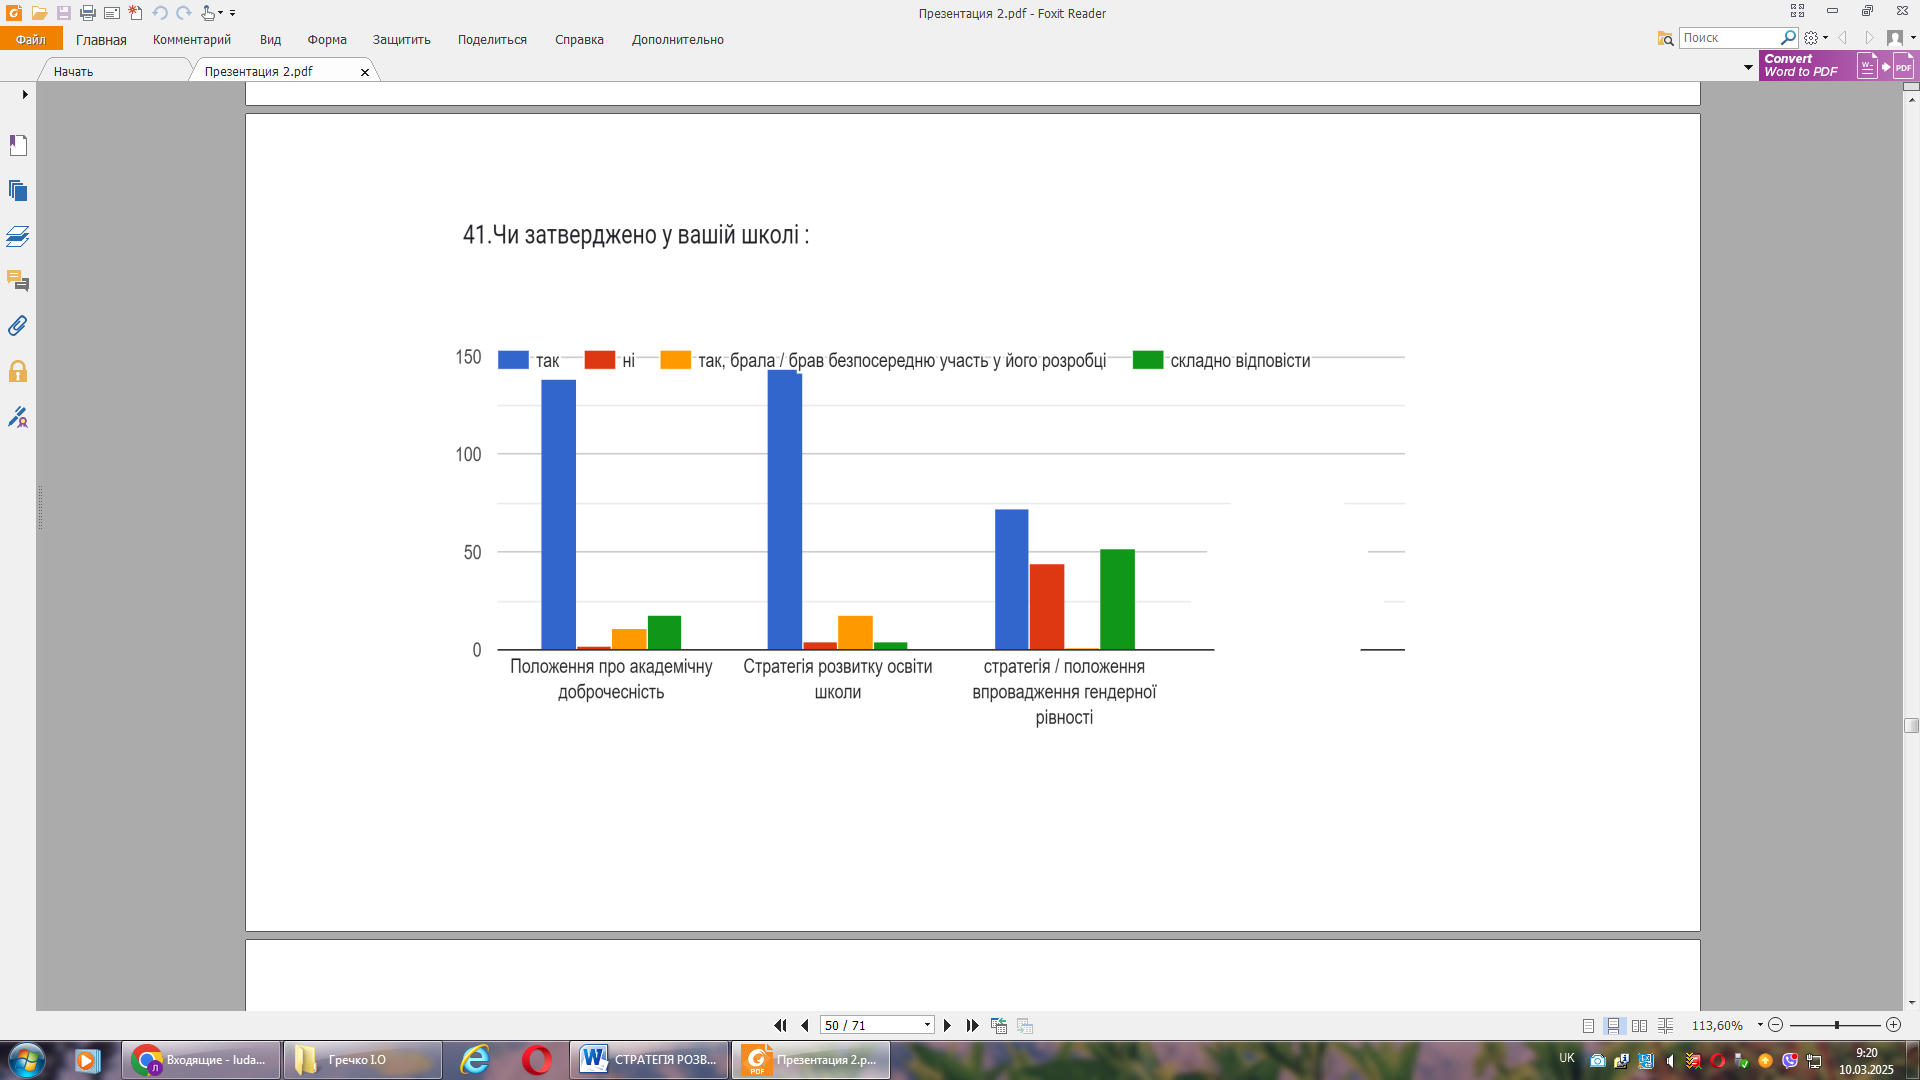 Презентация 2.pdf - Foxit Reader
Файл Главная Комментарий Вид Форма Защитить Поделиться Справка Дополнительно
Поиск
Начать Презентация 2.pdf
Convert
Word to PDF
W
PDF
41.Чи затверджено у вашій школі :
150
так ні так, брала / брав безпосередню участь у його розробці складно відповісти
100
50
0
Положення про академічну
доброчесність
Стратегія розвитку освіти
школи
стратегія / положення
впровадження гендерної
рівності
50 / 71
113,60%
Входящие - luda...
Гречко І.О
СТРАТЕГІЯ РОЗВ...
Презентация 2.p...
UK
9:20
10.03.2025